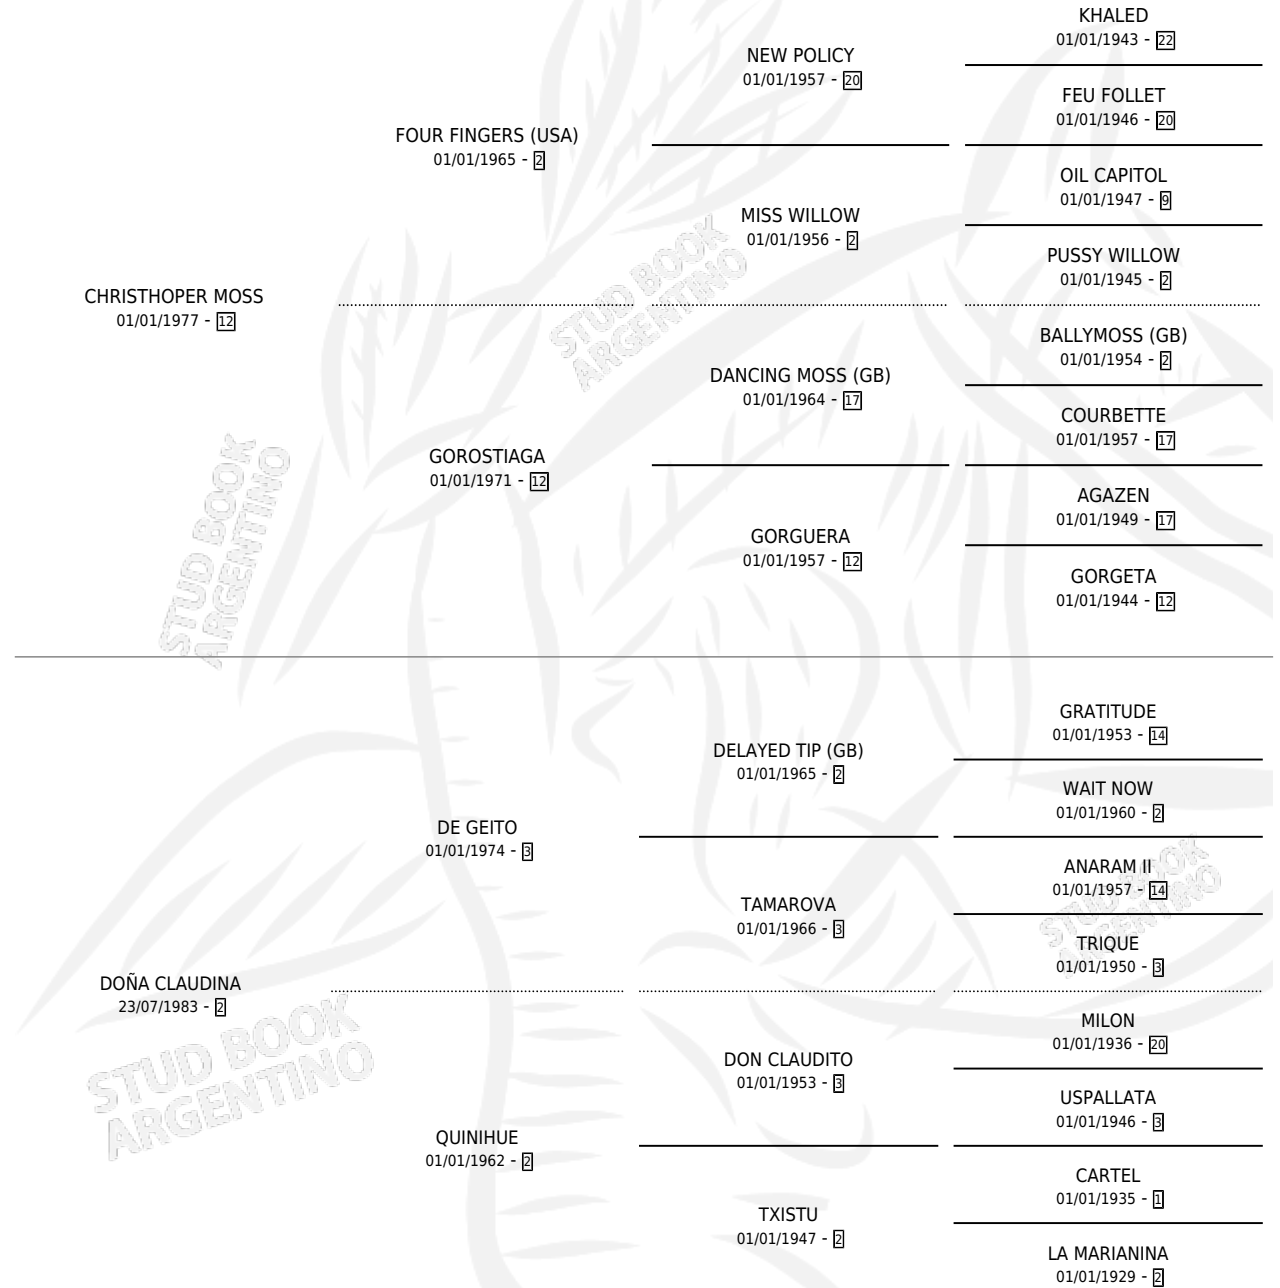 KHALED
01/01/1943 - 22
NEW POLICY
01/01/1957 - 20
FEU FOLLET
01/01/1946 - 20
FOUR FINGERS (USA)
01/01/1965 - 2
OIL CAPITOL
01/01/1947 - 9
MISS WILLOW
01/01/1956 - 2
PUSSY WILLOW
01/01/1945 - 2
CHRISTHOPER MOSS
01/01/1977 - 12
STUD BOOK
ARGENTINO
BALLYMOSS (GB)
01/01/1954 - 2
DANCING MOSS (GB)
01/01/1964 - 17
COURBETTE
01/01/1957 - 17
GOROSTIAGA
01/01/1971 - 12
AGAZEN
01/01/1949 - 17
GORGUERA
01/01/1957 - 12
GORGETA
01/01/1944 - 12
STUD BOOK
ARGENTINO
GRATITUDE
01/01/1953 - 14
DELAYED TIP (GB)
01/01/1965 - 2
WAIT NOW
01/01/1960 - 2
DE GEITO
01/01/1974 - 3
ANARAM II
01/01/1957 - 14
TAMAROVA
01/01/1966 - 3
TRIQUE
01/01/1950 - 3
STUD BOOK
ARGENTINO
DOÑA CLAUDINA
23/07/1983 - 2
MILON
01/01/1936 - 20
DON CLAUDITO
01/01/1953 - 3
USPALLATA
01/01/1946 - 3
STUD BOOK
ARGENTINO
QUINIHUE
01/01/1962 - 2
CARTEL
01/01/1935 - 1
TXISTU
01/01/1947 - 2
LA MARIANINA
01/01/1929 - 2